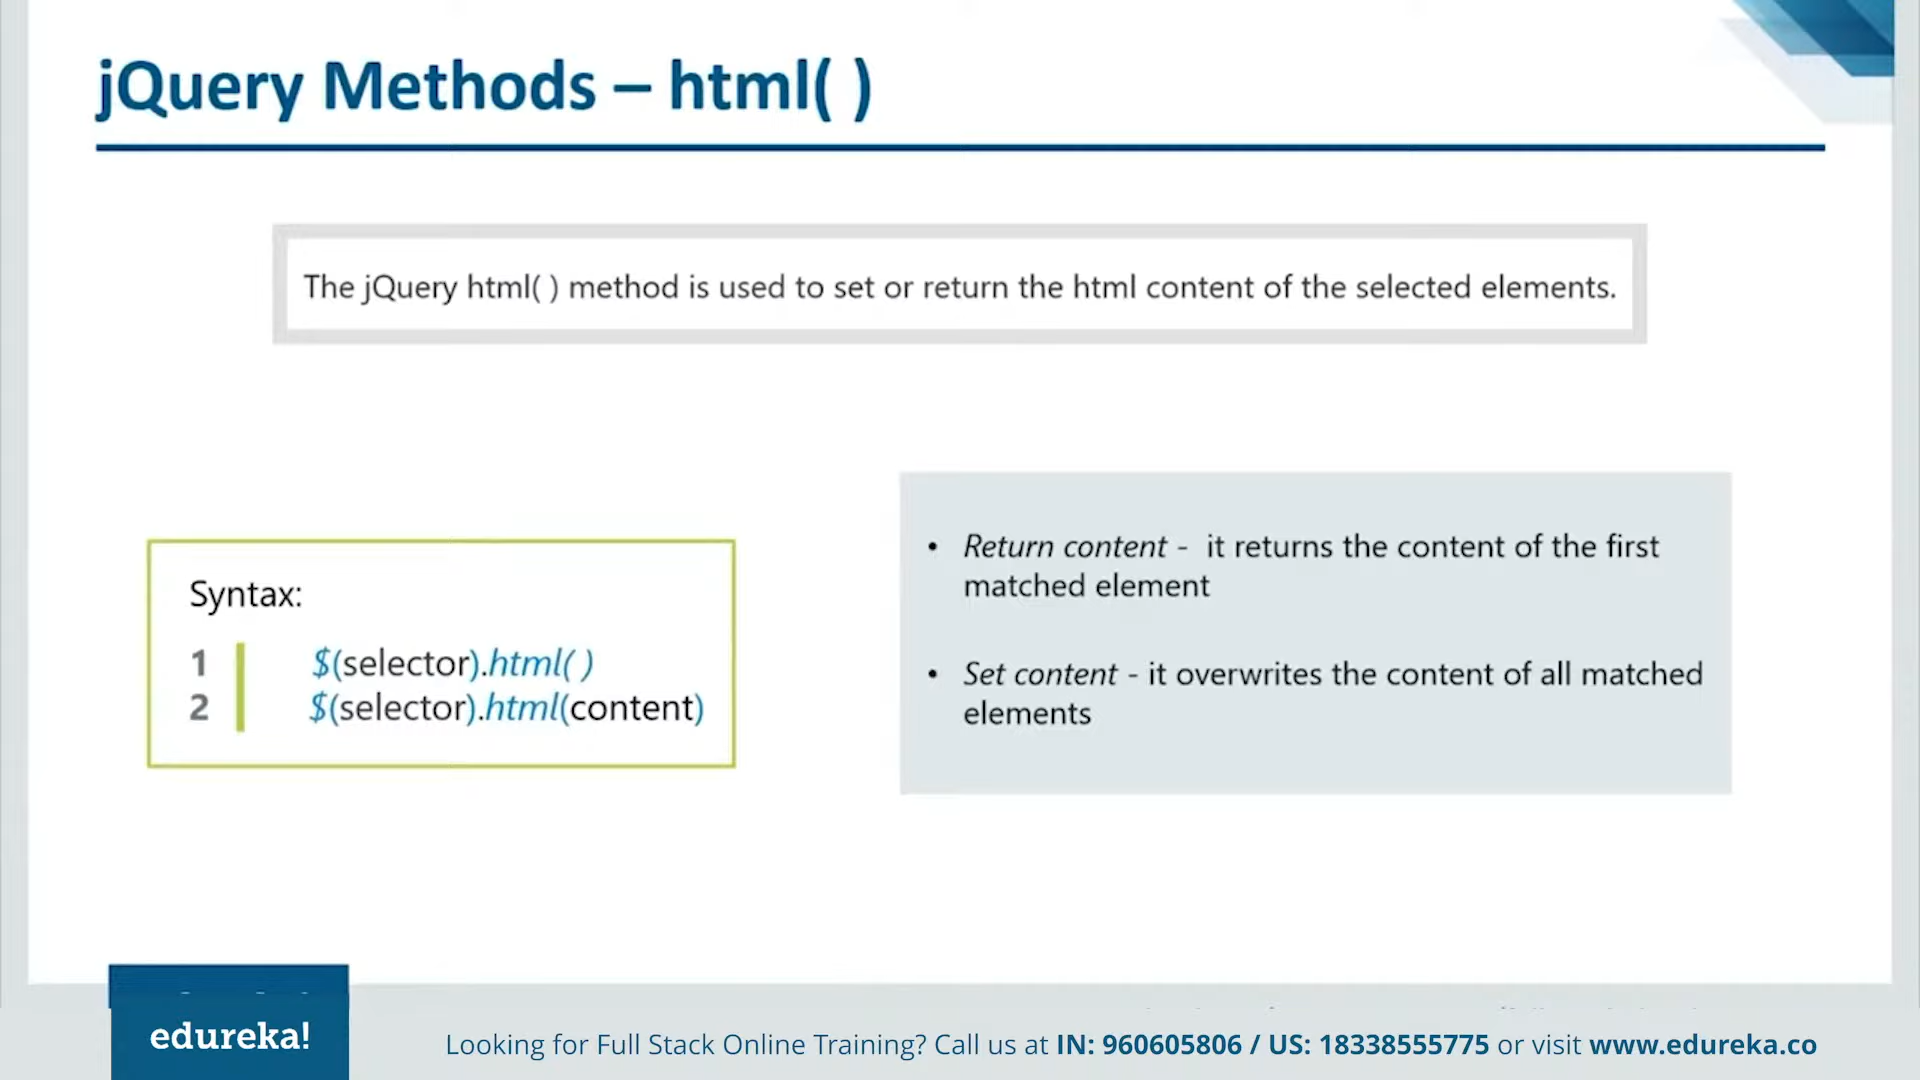 jQuery Methods – html( )
The jQuery html( ) method is used to set or return the html content of the selected elements.
Syntax:
1 $(selector).html( )
2 $(selector).html(content)
• Return content - it returns the content of the first
matched element
• Set content - it overwrites the content of all matched
elements
edureka!
Looking for Full Stack Online Training? Call us at IN: 960605806 / US: 18338555775 or visit www.edureka.co